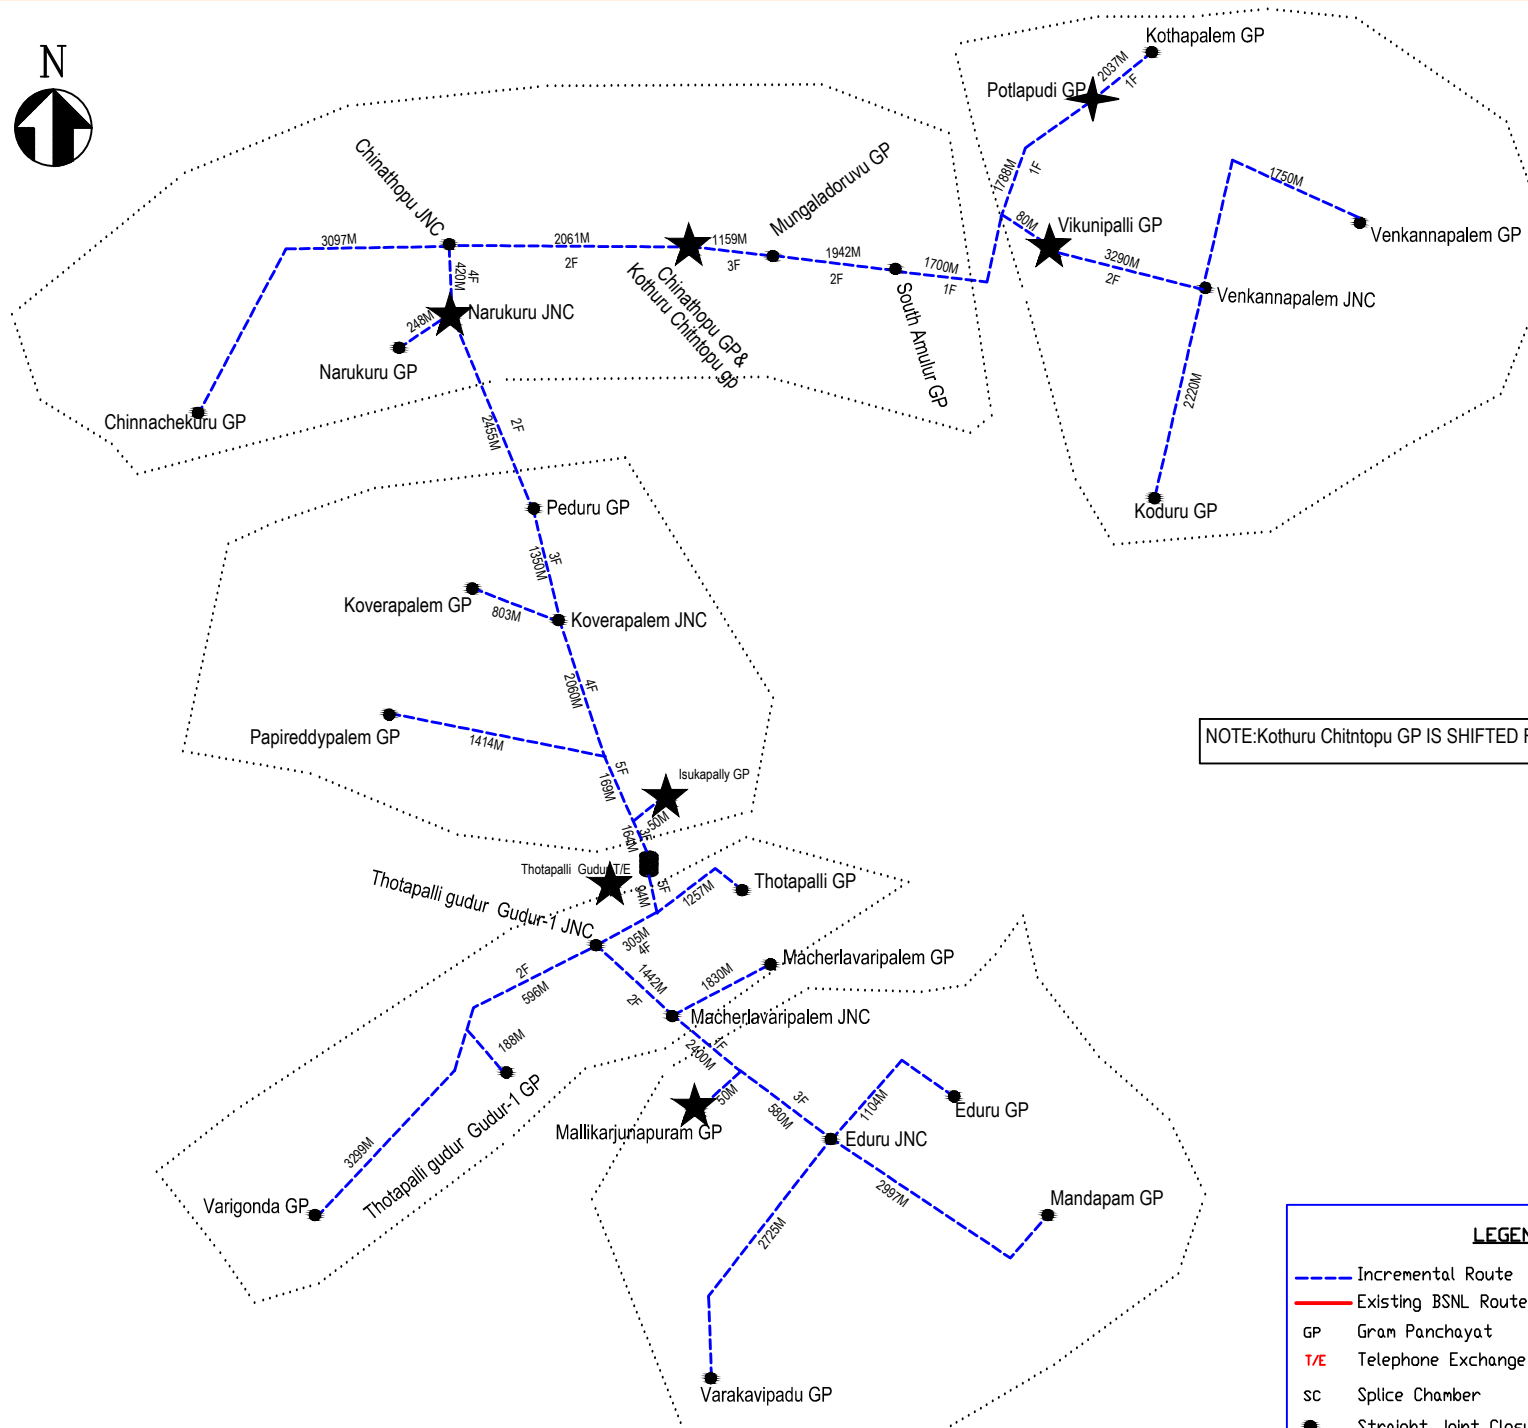 N
Kothapalem GP
2037M
1F
Potlapudi GP
1788M
1F
80M
Vikunipalli GP
3290M
2F
1750M
Venkannapalem GP
Venkannapalem JNC
2220M
Koduru GP
Chinathopu JNC
3097M
2061M
2F
4F
420M
Narukuru JNC
248M
Narukuru GP
Chinnachekuru GP
Mungaladoruvu GP
1159M
3F
1942M
2F
1700M
1F
Chinathopu GP&
Kothuru Chitntopu gp
South Amulur GP
2F
2455M
Peduru GP
3F
1350M
Koverapalem GP
803M
Koverapalem JNC
4F
2060M
Papireddypalem GP
1414M
5F
169M
Isukapally GP
50M
3F
164M
NOTE:Kothuru Chitntopu GP IS SHIFTED
Thotapalli Gudur T/E
5F
94M
Thotapalli GP
1257M
Thotapalli gudur Gudur-1 JNC
305M
4F
2F
596M
1442M
2F
1830M
Macherlavaripalem GP
Macherlavaripalem JNC
188M
Thotapalli gudur Gudur-1 GP
3299M
Varigonda GP
1F
2400M
50M
Mallikarjunapuram GP
3F
580M
1104M
Eduru GP
Eduru JNC
2997M
Mandapam GP
2725M
Varakavipadu GP
LEGEN
Incremental Route
Existing BSNL Route
GP Gram Panchayat
T/E Telephone Exchange
SC Splice Chamber
Straight Joint Closu